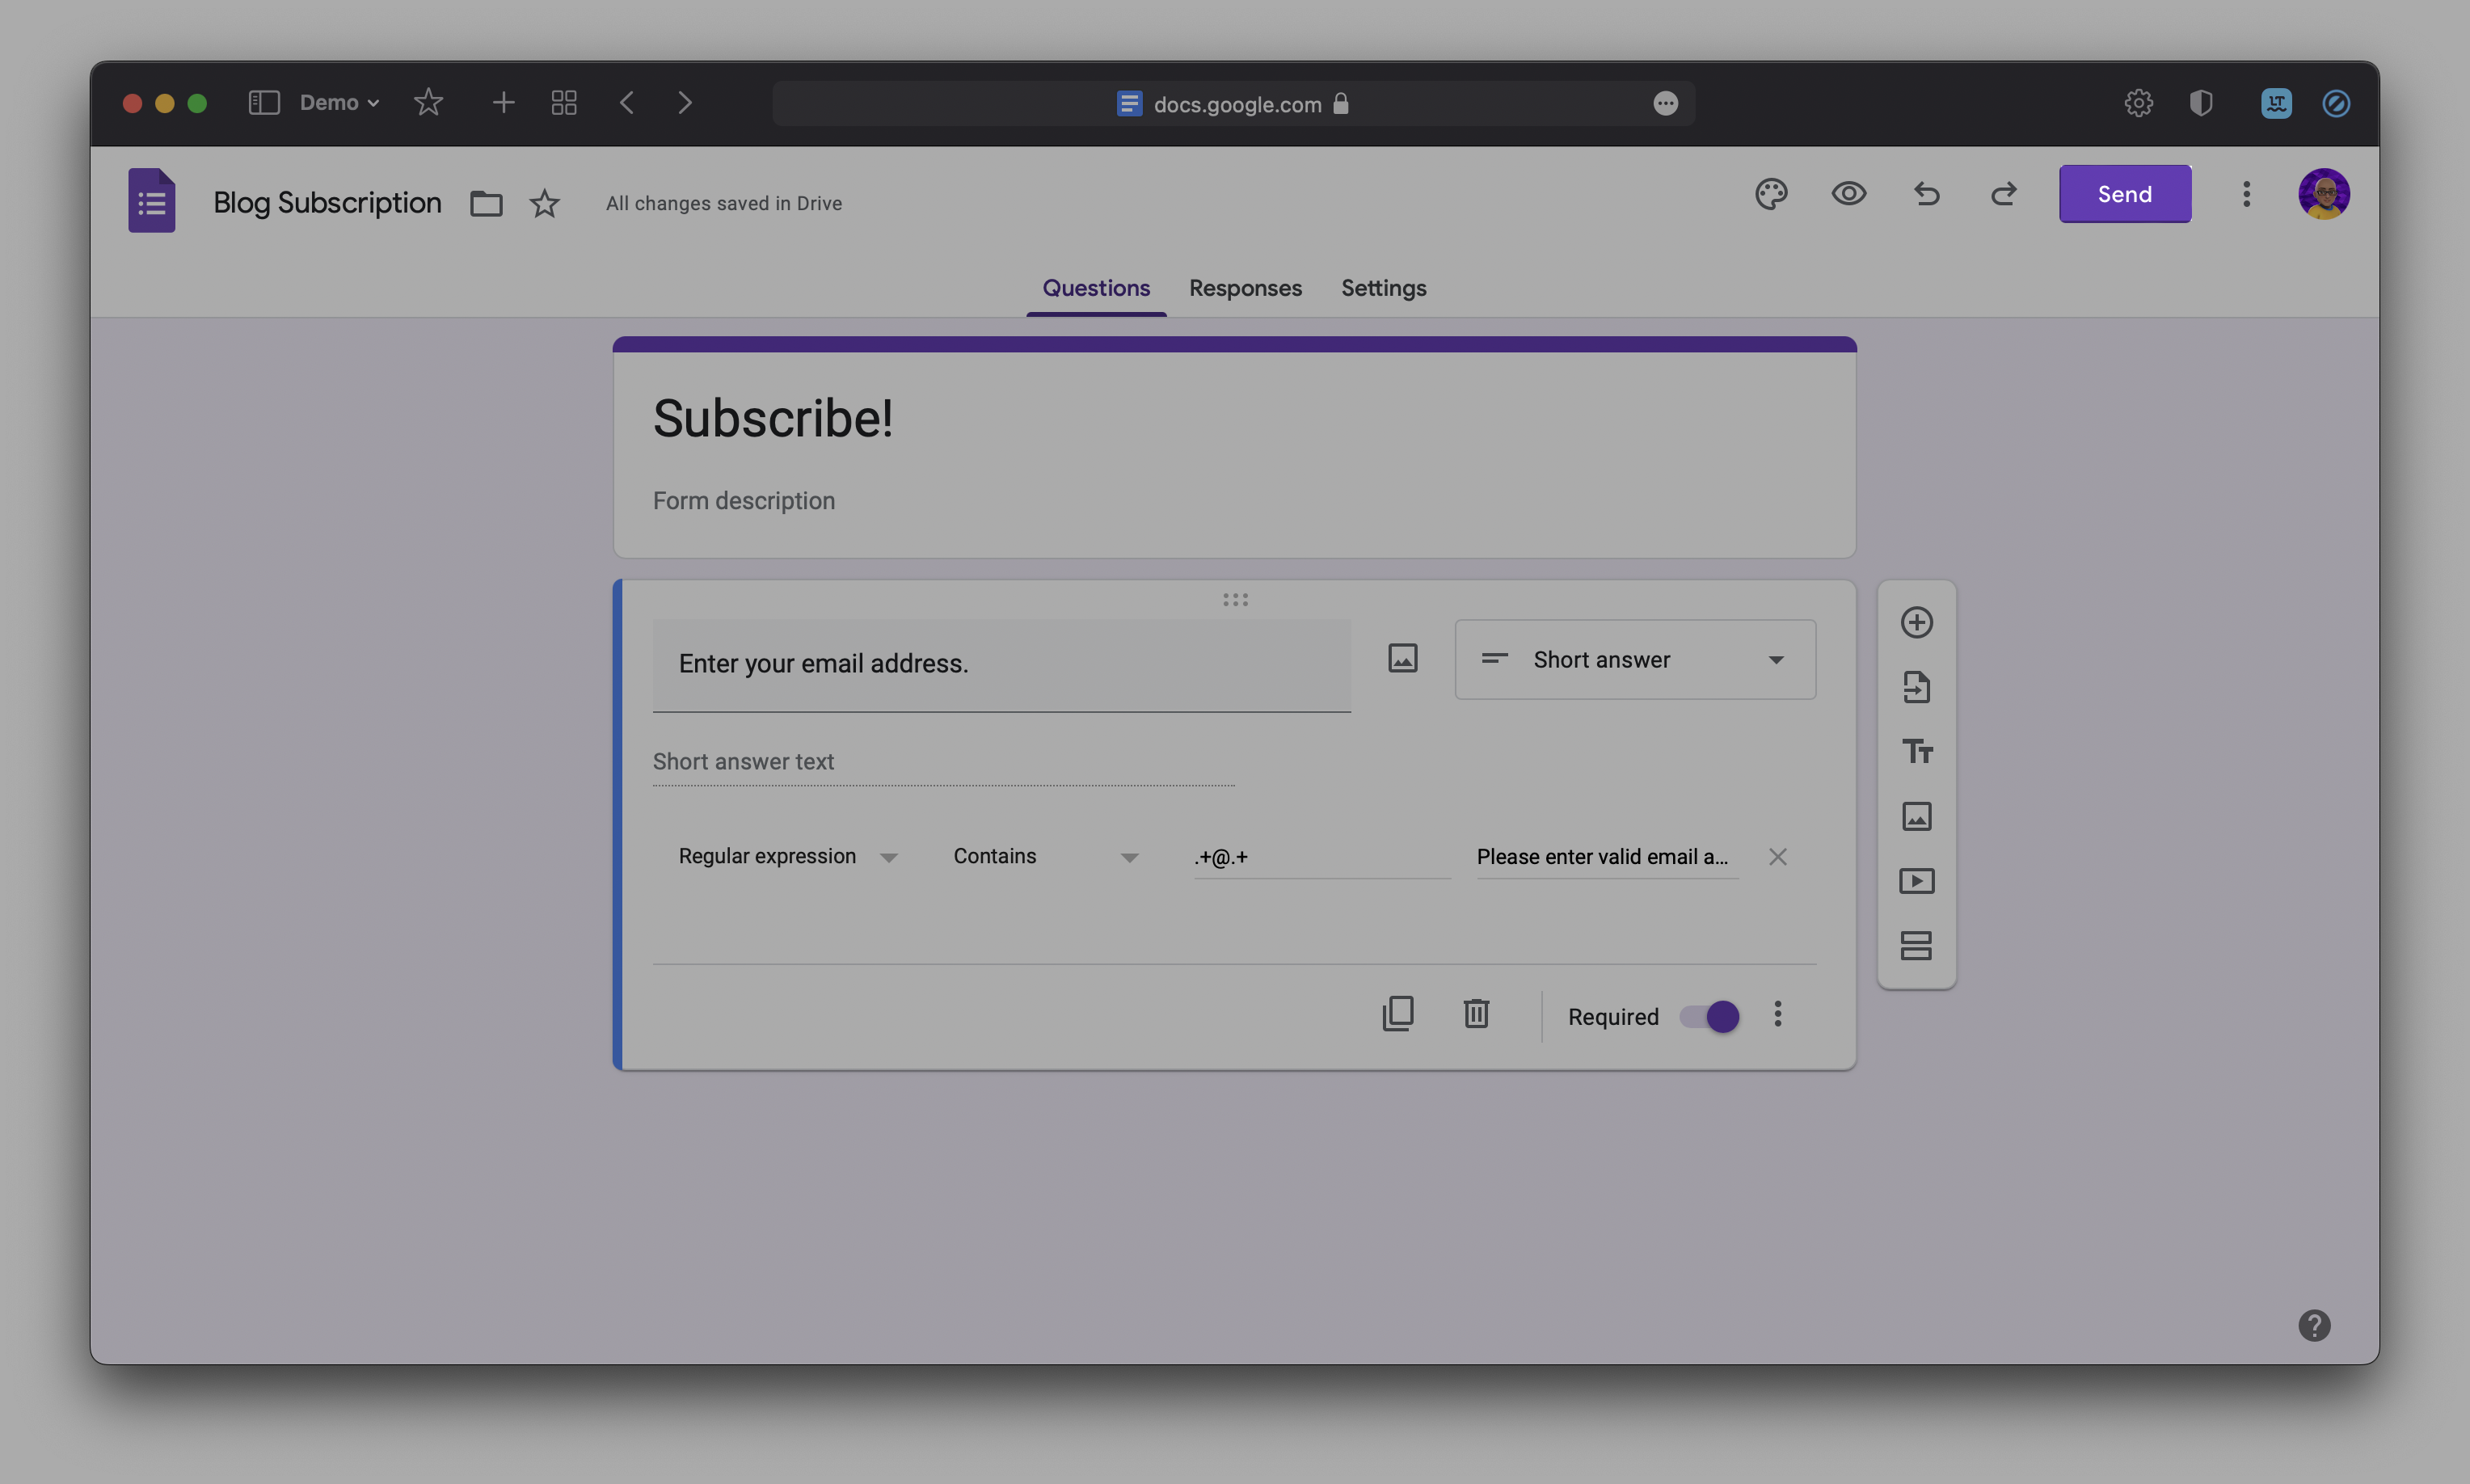 Demo
docs.google.com
LT
Blog Subscription
All changes saved in Drive
Send
Questions
Responses
Settings
Subscribe!
Form description
Enter your email address.
Short answer
Short answer text
Regular expression
Contains
.+@.+
Please enter valid email a...
Required